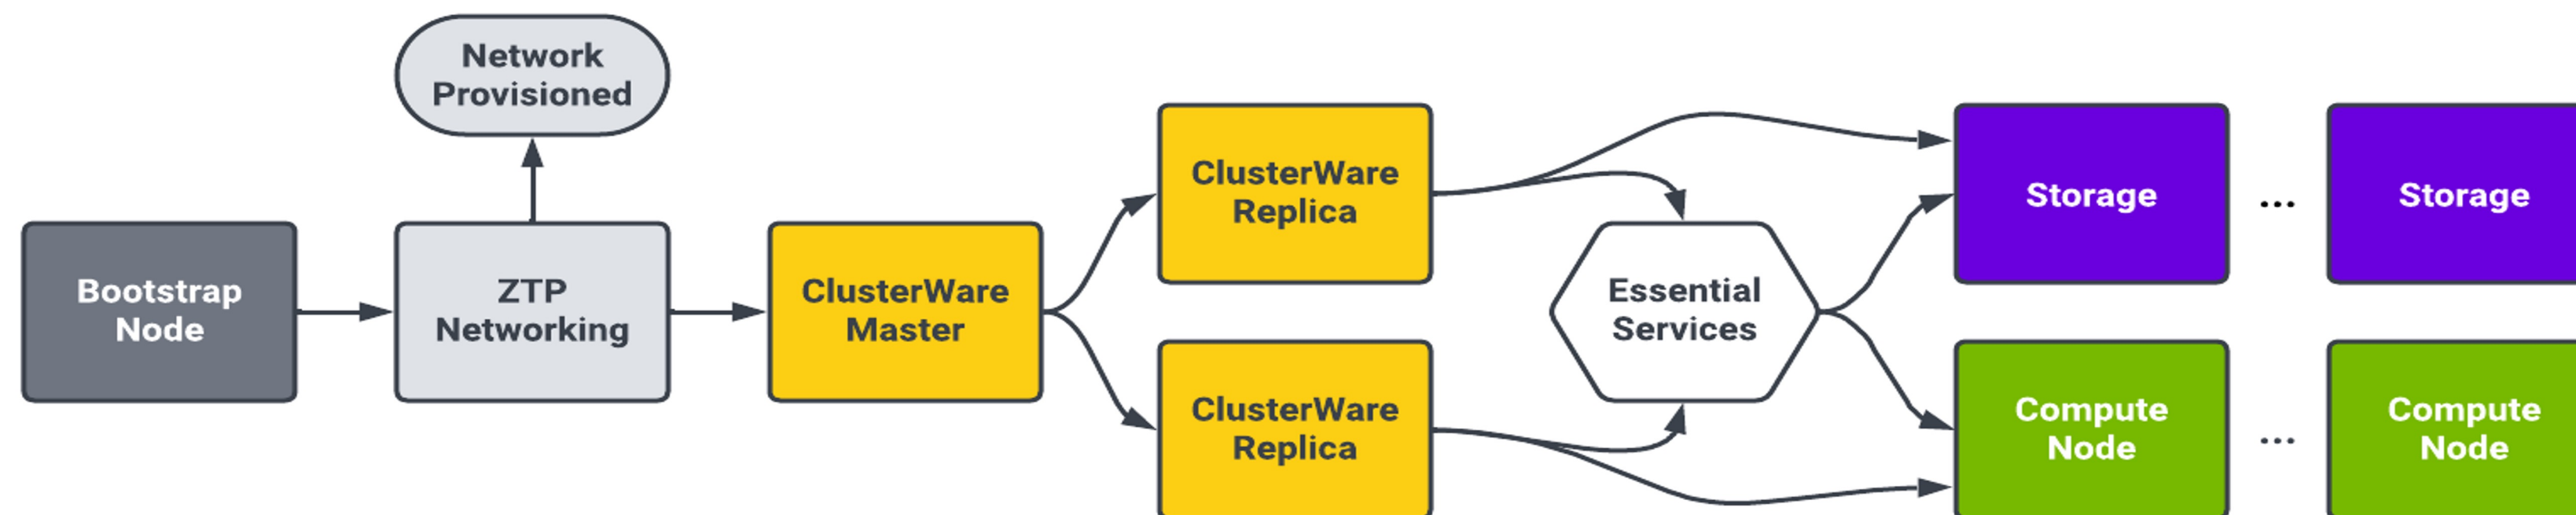 Network
Provisioned
Bootstrap
Node
ZTP
Networking
ClusterWare
Master
ClusterWare
Replica
ClusterWare
Replica
Essential
Services
Storage
...
Storage
Compute
Node
...
Compute
Node